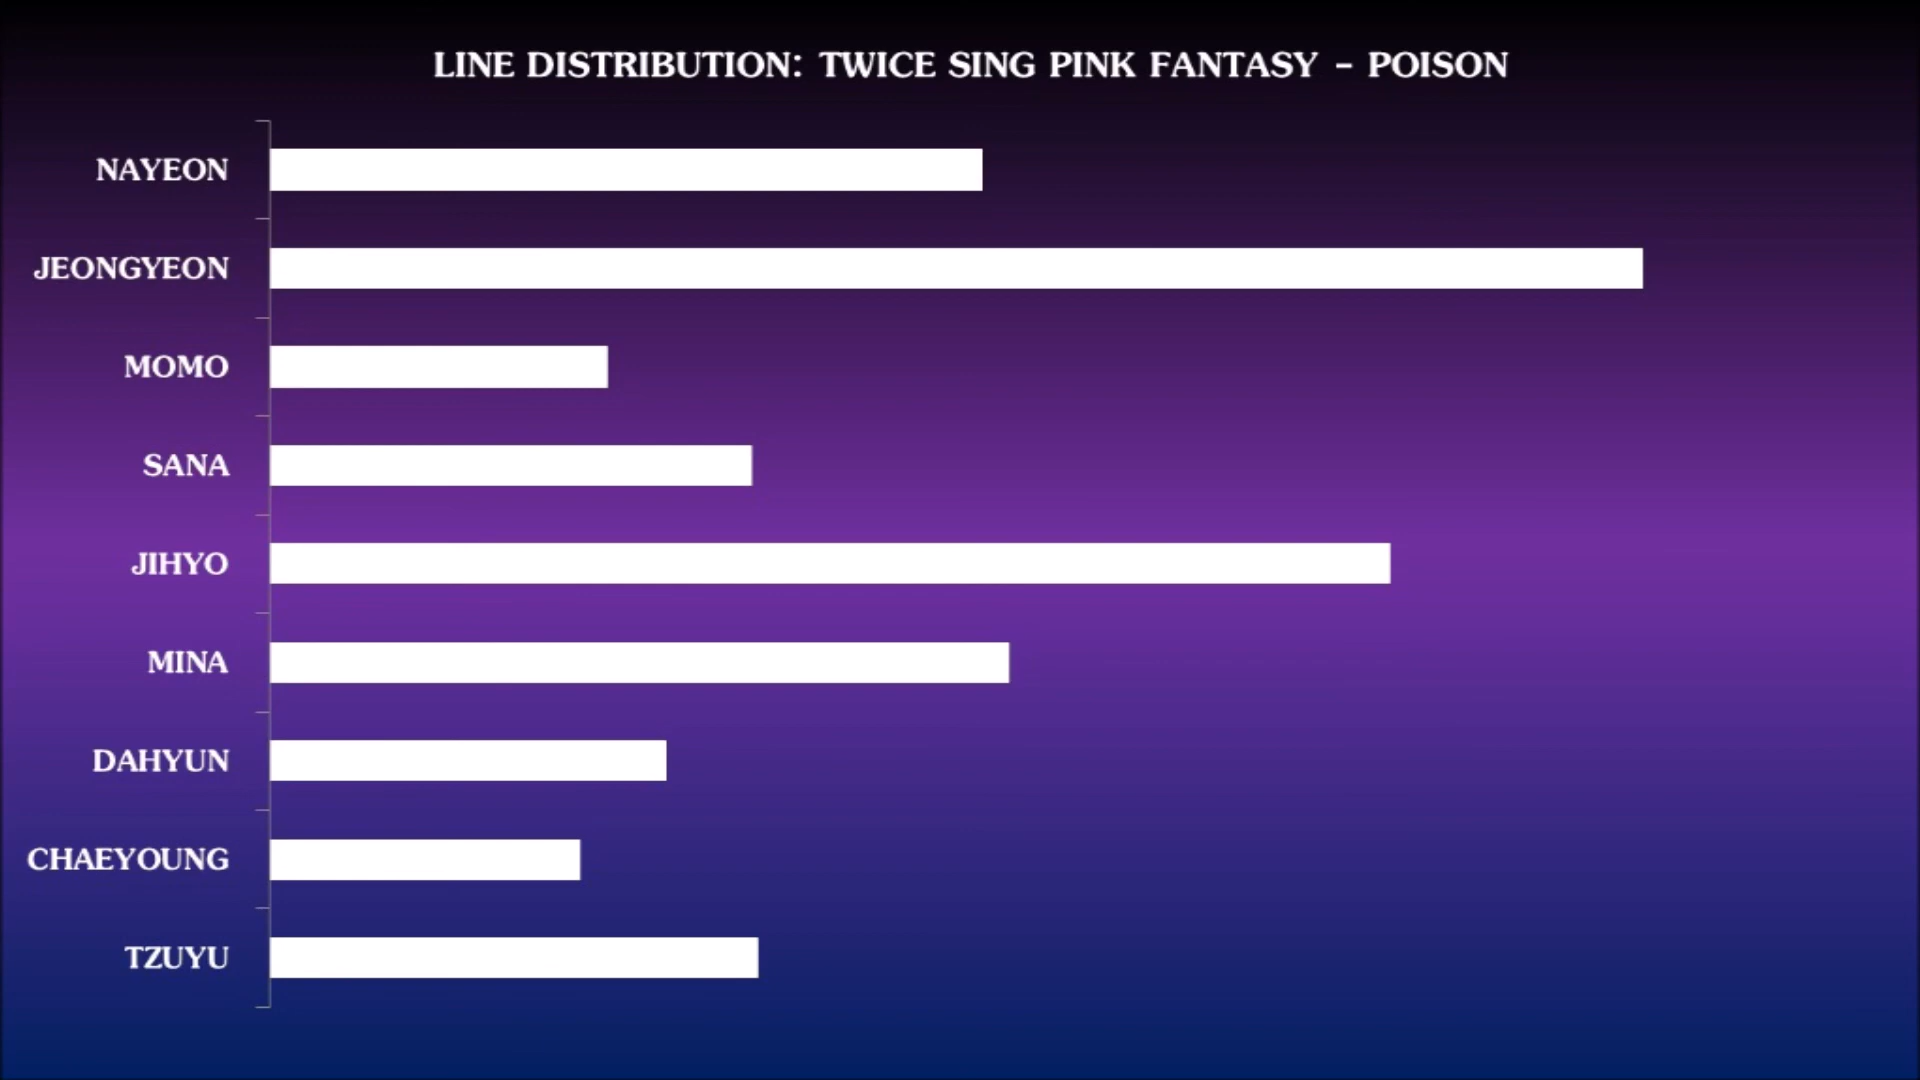 LINE DISTRIBUTION: TWICE SING PINK FANTASY - POISON
NAYEON
JEONGYEON
MOMO
SANA
JIHYO
MINA
DAHYUN
CHAEYOUNG
TZUYU